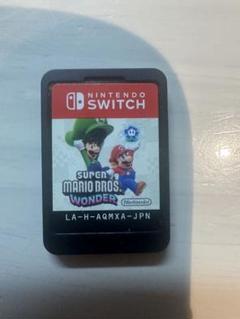 NINTENDO
SWITCH
SUPER
MARIO BROS.
WONDER
Nintendo
LA-H-AQMXA-JPN